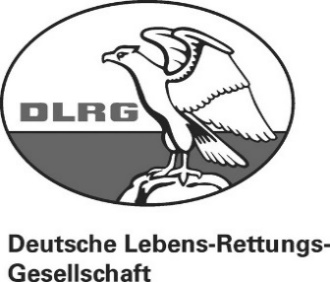 DLRG
Deutsche Lebens-Rettungs-
Gesellschaft